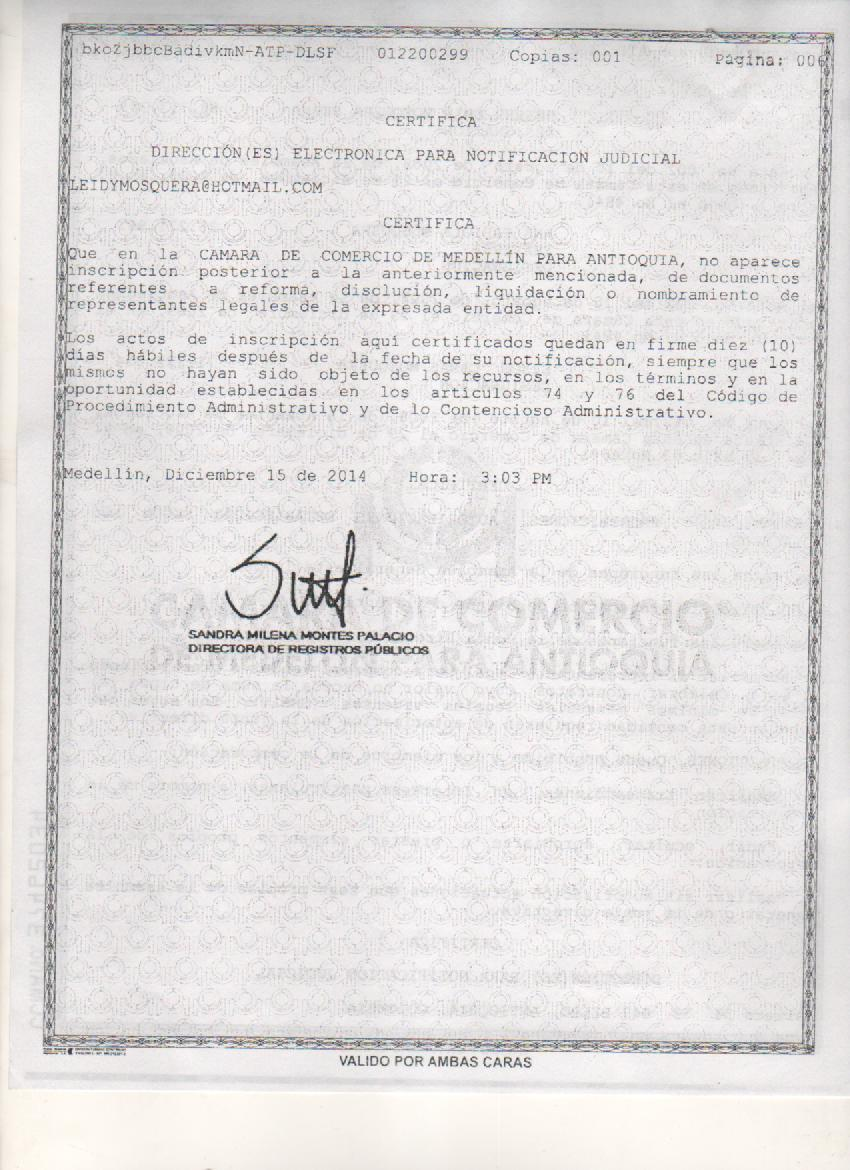 bkoZjbbcBadivkmN-ATP-DLSF 012200299 Copias: 001 Página: 006
CERTIFICA
DIRECCIÓN(ES) ELECTRONICA PARA NOTIFICACION JUDICIAL
LEIDYMOSQUERA@HOTMAIL.COM
CERTIFICA
Que en la CAMARA DE COMERCIO DE MEDELLÍN PARA ANTIOQUIA, no aparece
inscripción posterior a la anteriormente mencionada, de documentos
referentes a reforma, disolución, liquidación o nombramiento de
representantes legales de la expresada entidad.
Los actos de inscripción aquí certificados quedan en firme diez (10)
días hábiles después de la fecha de su notificación, siempre que los
mismos no hayan sido objeto de los recursos, en los términos y en la
oportunidad establecidas en los artículos 74 y 76 del Código de
Procedimiento Administrativo y de lo Contencioso Administrativo.
Medellín, Diciembre 15 de 2014 Hora: 3:03 PM
CAMARA DE COMERCIO
SANDRA MILENA MONTES PALACIO
DIRECTORA DE REGISTROS PÚBLICOS
DE MEDELLIN PARA ANTIOQUIA
VALIDO POR AMBAS CARAS